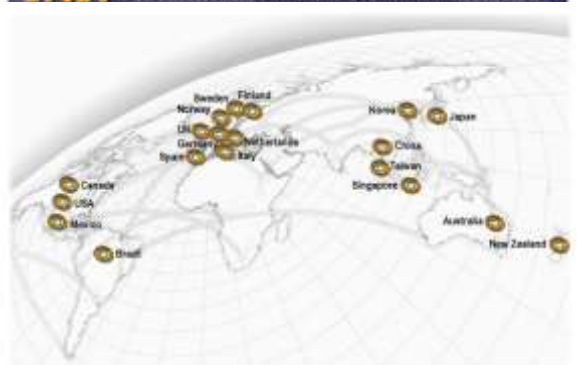 Sweden
Finland
Norway
UK
Netherlands
German
Spain
Italy
Korea
Japan
China
Taiwan
Singapore
Canada
USA
Mexico
Brazil
Australia
New Zealand